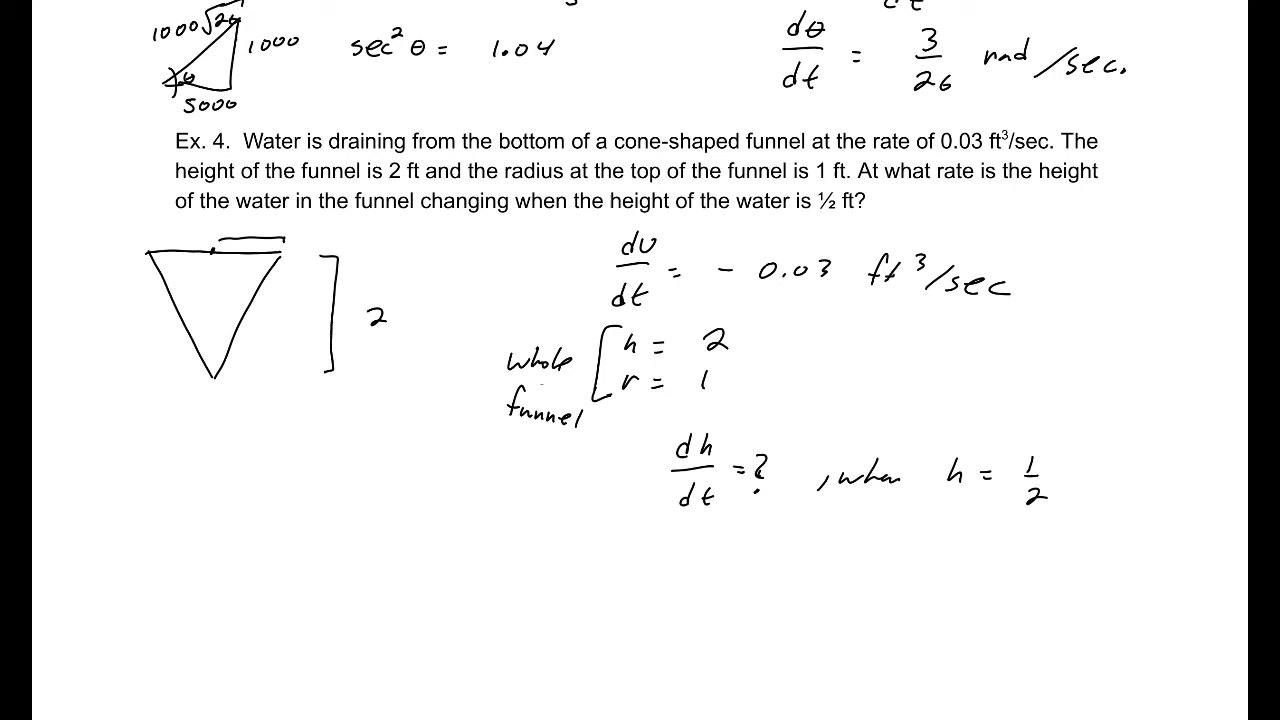 1000√26
1000
sec² θ = 1.04
dθ/dt = 3/26 rad/sec.
θ
5000
Ex. 4. Water is draining from the bottom of a cone-shaped funnel at the rate of 0.03 ft³/sec. The
height of the funnel is 2 ft and the radius at the top of the funnel is 1 ft. At what rate is the height
of the water in the funnel changing when the height of the water is ½ ft?
dv/dt = - 0.03 ft³/sec
2
whole funnel [ h = 2
r = 1
dh/dt = ? , when h = 1/2